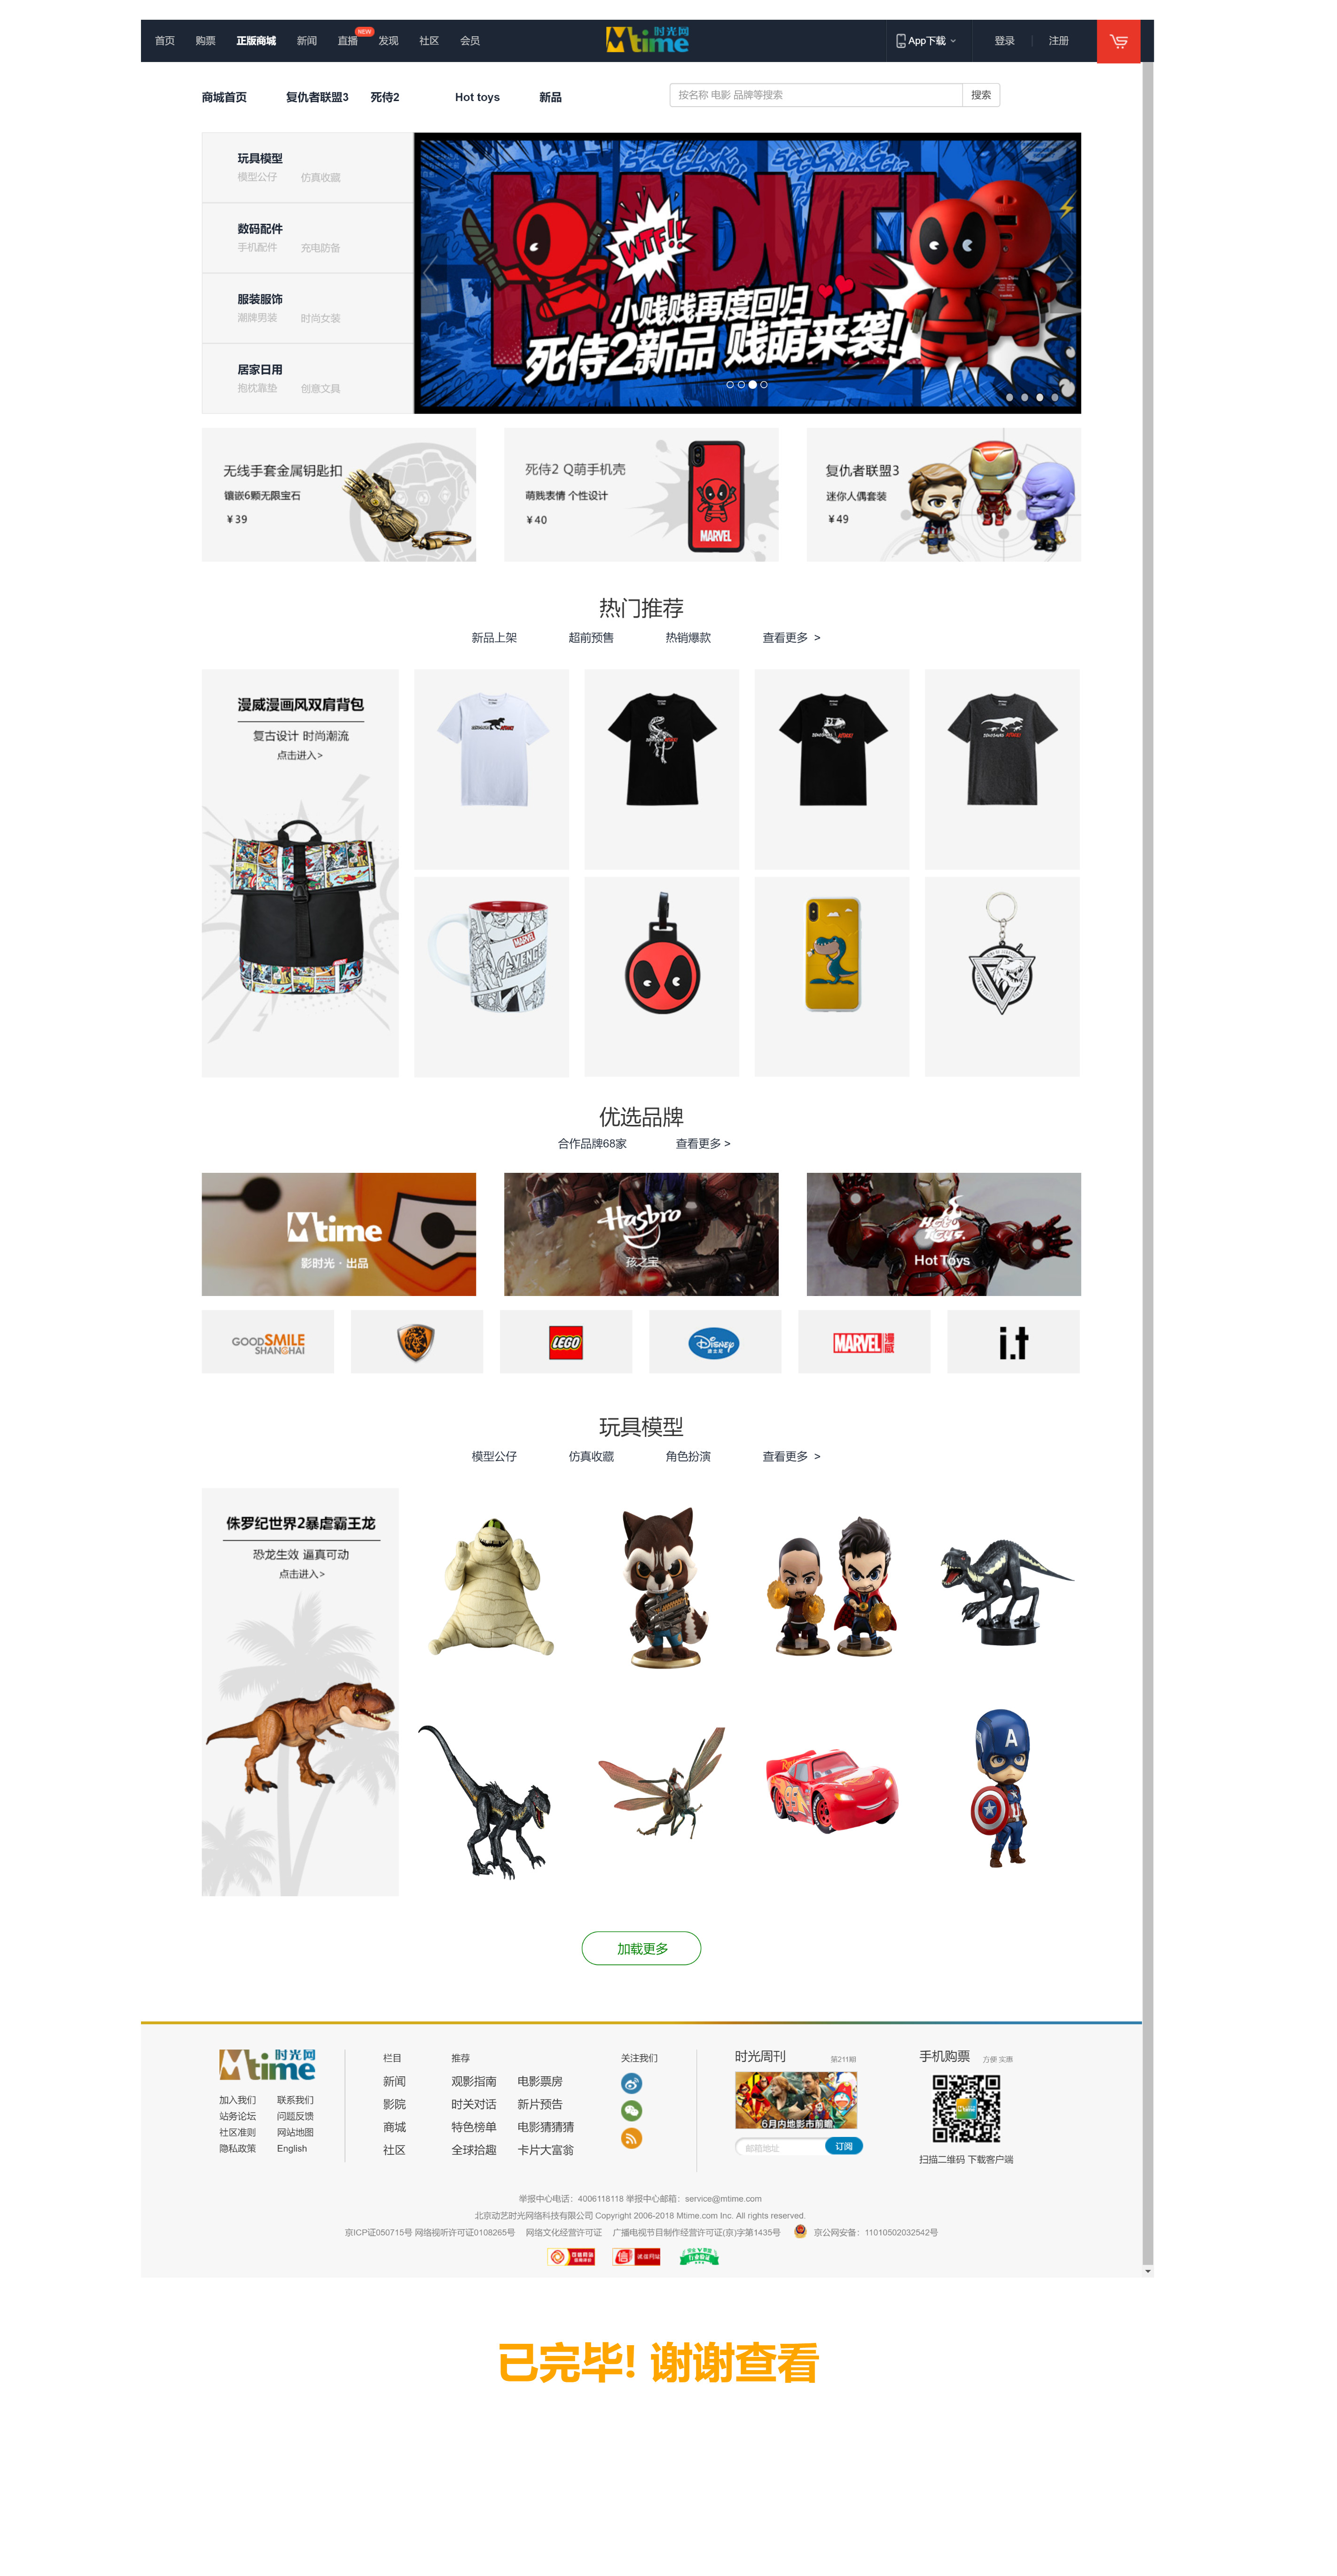 首页 购票 正版商城 新闻 直播 NEW 发现 社区 会员 Mtime 时光网 App下载 登录 注册
商城首页 复仇者联盟3 死侍2 Hot toys 新品 按名称 电影 品牌等搜索 搜索
玩具模型
模型公仔 仿真收藏
数码配件
手机配件 充电防备
服装服饰
潮牌男装 时尚女装
居家日用
抱枕靠垫 创意文具
MADVEL
WTF!!
小贱贱再度回归
死侍2新品 贱萌来袭!
无线手套金属钥匙扣
镶嵌6颗无限宝石
¥39
死侍2 Q萌手机壳
萌贱表情 个性设计
¥40
MARVEL
复仇者联盟3
迷你人偶套装
¥49
热门推荐
新品上架 超前预售 热销爆款 查看更多 >
漫威漫画风双肩背包
复古设计 时尚潮流
点击进入>
MARVEL
AVENGE
优选品牌
合作品牌68家 查看更多 >
Mtime
影时光 · 出品
Hasbro
孩之宝
Hot Toys
GOODSMILE
SHANGHAI
LEGO
Disney
迪士尼
MARVEL 漫威
i.t
玩具模型
模型公仔 仿真收藏 角色扮演 查看更多 >
侏罗纪世界2暴虐霸王龙
恐龙生效 逼真可动
点击进入>
A
95
加载更多
Mtime 时光网
加入我们 联系我们
站务论坛 问题反馈
社区准则 网站地图
隐私政策 English
栏目 推荐
新闻 观影指南 电影票房
影院 时关对话 新片预告
商城 特色榜单 电影猜猜猜
社区 全球拾趣 卡片大富翁
关注我们
时光周刊 第211期
6月内地影市前瞻
邮箱地址 订阅
手机购票 方便 实惠
扫描二维码 下载客户端
举报中心电话：4006118118 举报中心邮箱：service@mtime.com
北京动艺时光网络科技有限公司 Copyright 2006-2018 Mtime.com Inc. All rights reserved.
京ICP证050715号 网络视听许可证0108265号 网络文化经营许可证 广播电视节目制作经营许可证(京)字第1435号 京公网安备：11010502032542号
已完毕! 谢谢查看